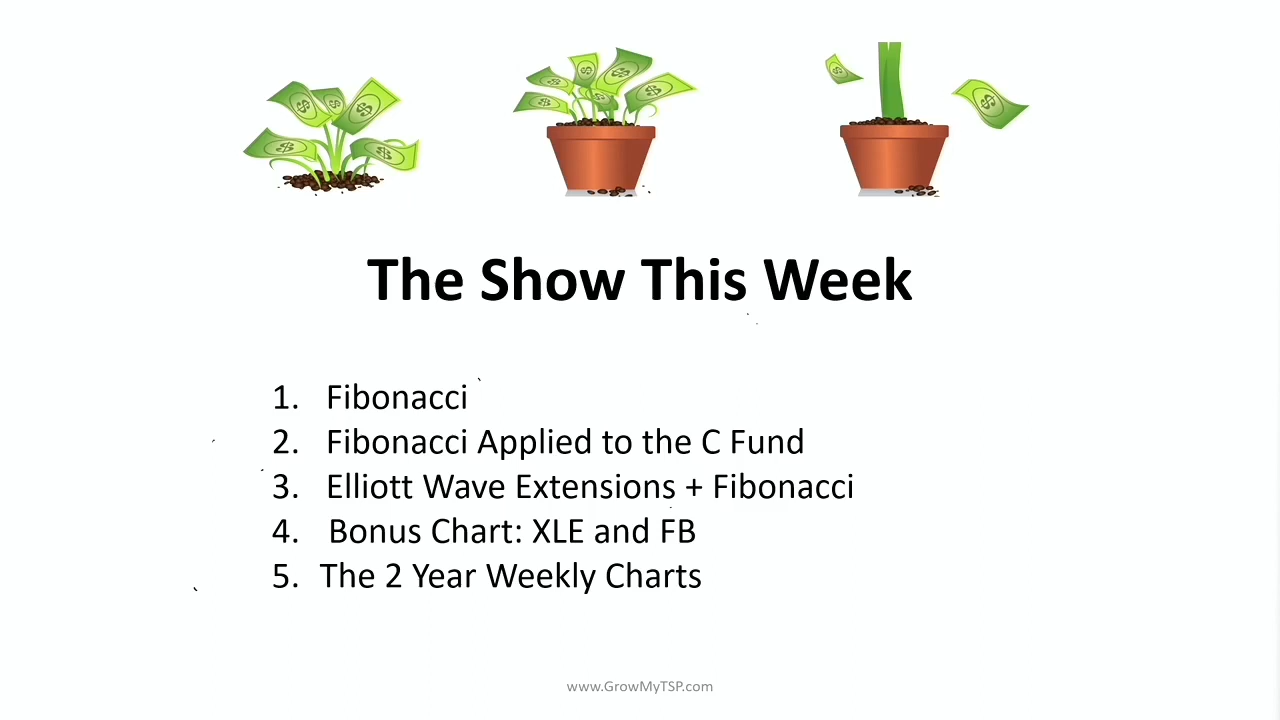 The Show This Week
1. Fibonacci
2. Fibonacci Applied to the C Fund
3. Elliott Wave Extensions + Fibonacci
4. Bonus Chart: XLE and FB
5. The 2 Year Weekly Charts
www.GrowMyTSP.com